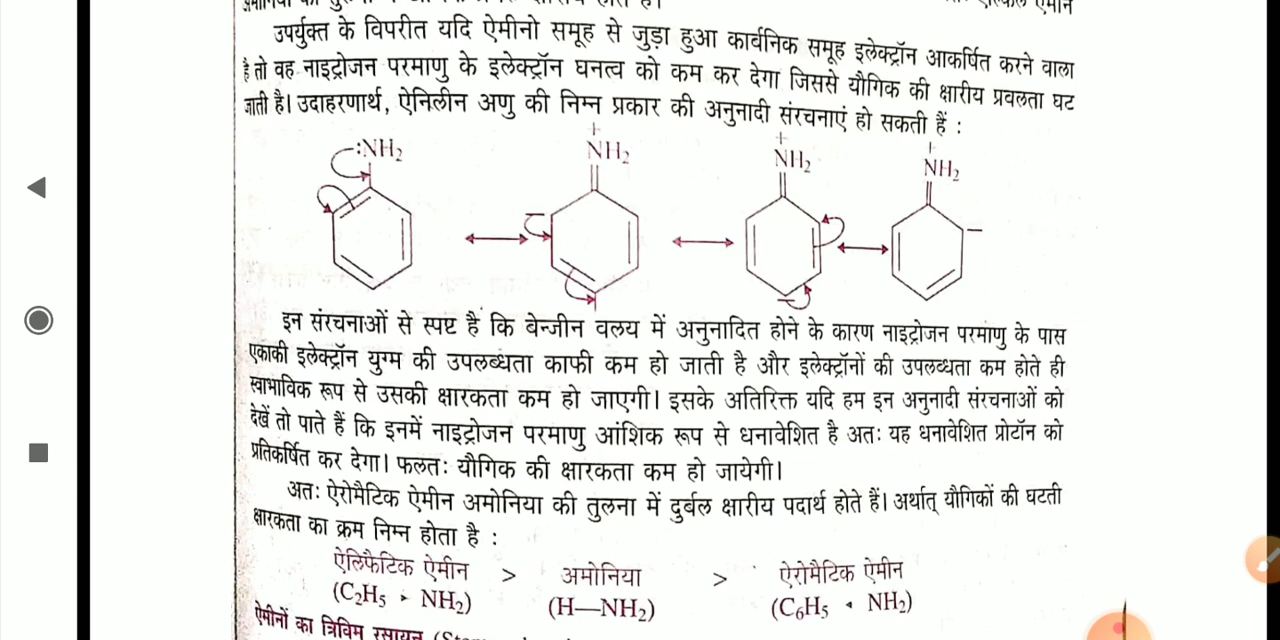 उपर्युक्त के विपरीत यदि ऐमीनो समूह से जुड़ा हुआ कार्वनिक समूह इलेक्ट्रॉन आकर्षित करने वाला
है तो वह नाइट्रोजन परमाणु के इलेक्ट्रॉन घनत्व को कम कर देगा जिससे यौगिक की क्षारीय प्रवलता घट
जाती है। उदाहरणार्थ, ऐनिलीन अणु की निम्न प्रकार की अनुनादी संरचनाएं हो सकती हैं :
:NH₂ + NH₂ + NH₂ + NH₂
इन संरचनाओं से स्पष्ट है कि बेन्जीन वलय में अनुनादित होने के कारण नाइट्रोजन परमाणु के पास
एकाकी इलेक्ट्रॉन युग्म की उपलब्धता काफी कम हो जाती है और इलेक्ट्रॉनों की उपलब्धता कम होते ही
स्वाभाविक रूप से उसकी क्षारकता कम हो जाएगी। इसके अतिरिक्त यदि हम इन अनुनादी संरचनाओं को
देखें तो पाते हैं कि इनमें नाइट्रोजन परमाणु आंशिक रूप से धनावेशित है अतः यह धनावेशित प्रोटॉन को
प्रतिकर्षित कर देगा। फलतः यौगिक की क्षारकता कम हो जायेगी।
अतः ऐरोमैटिक ऐमीन अमोनिया की तुलना में दुर्वल क्षारीय पदार्थ होते हैं। अर्थात् यौगिकों की घटती
क्षारकता का क्रम निम्न होता है :
ऐलिफैटिक ऐमीन > अमोनिया > ऐरोमैटिक ऐमीन
(C₂H₅ ➤ NH₂) (H—NH₂) (C₆H₅ ◂ NH₂)
ऐमीनों का त्रिविम रसायन